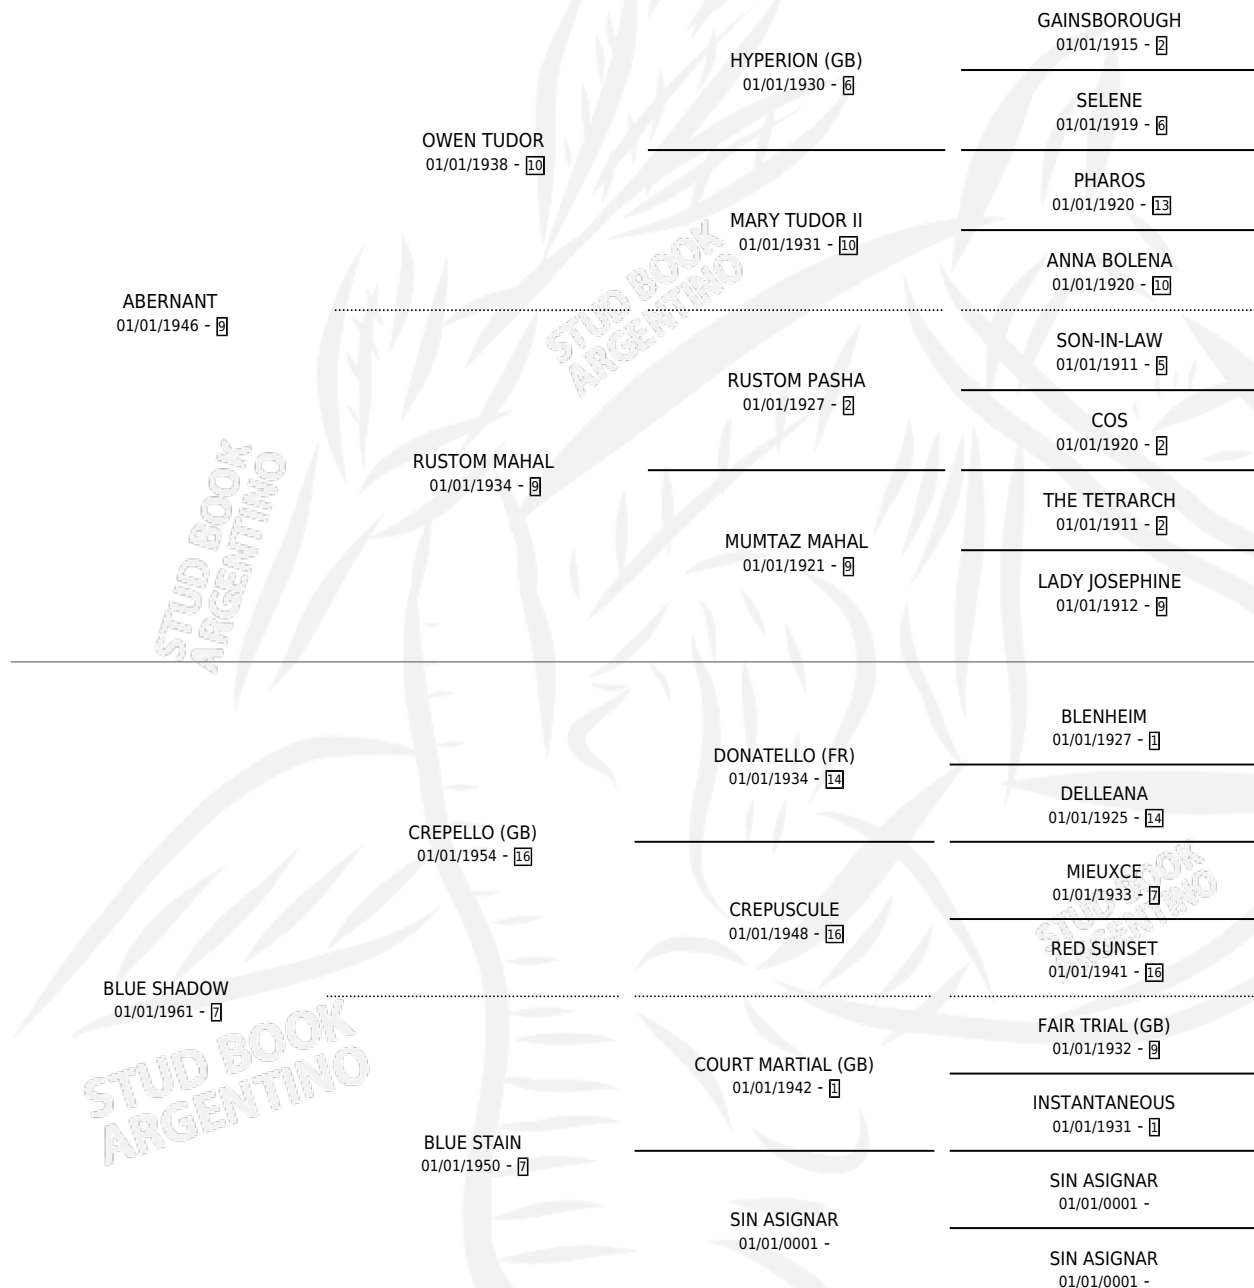 GAINSBOROUGH
01/01/1915 - 2
HYPERION (GB)
01/01/1930 - 6
SELENE
01/01/1919 - 6
OWEN TUDOR
01/01/1938 - 10
PHAROS
01/01/1920 - 13
MARY TUDOR II
01/01/1931 - 10
ANNA BOLENA
01/01/1920 - 10
ABERNANT
01/01/1946 - 9
STUD BOOK
ARGENTINO
SON-IN-LAW
01/01/1911 - 5
RUSTOM PASHA
01/01/1927 - 2
COS
01/01/1920 - 2
RUSTOM MAHAL
01/01/1934 - 9
THE TETRARCH
01/01/1911 - 2
MUMTAZ MAHAL
01/01/1921 - 9
LADY JOSEPHINE
01/01/1912 - 9
STUD BOOK
ARGENTINO
BLENHEIM
01/01/1927 - 1
DONATELLO (FR)
01/01/1934 - 14
DELLEANA
01/01/1925 - 14
CREPELLO (GB)
01/01/1954 - 16
MIEUXCE
01/01/1933 - 7
STUD BOOK
ARGENTINO
CREPUSCULE
01/01/1948 - 16
RED SUNSET
01/01/1941 - 16
BLUE SHADOW
01/01/1961 - 7
STUD BOOK
ARGENTINO
FAIR TRIAL (GB)
01/01/1932 - 9
COURT MARTIAL (GB)
01/01/1942 - 1
INSTANTANEOUS
01/01/1931 - 1
BLUE STAIN
01/01/1950 - 7
SIN ASIGNAR
01/01/0001 -
SIN ASIGNAR
01/01/0001 -
SIN ASIGNAR
01/01/0001 -